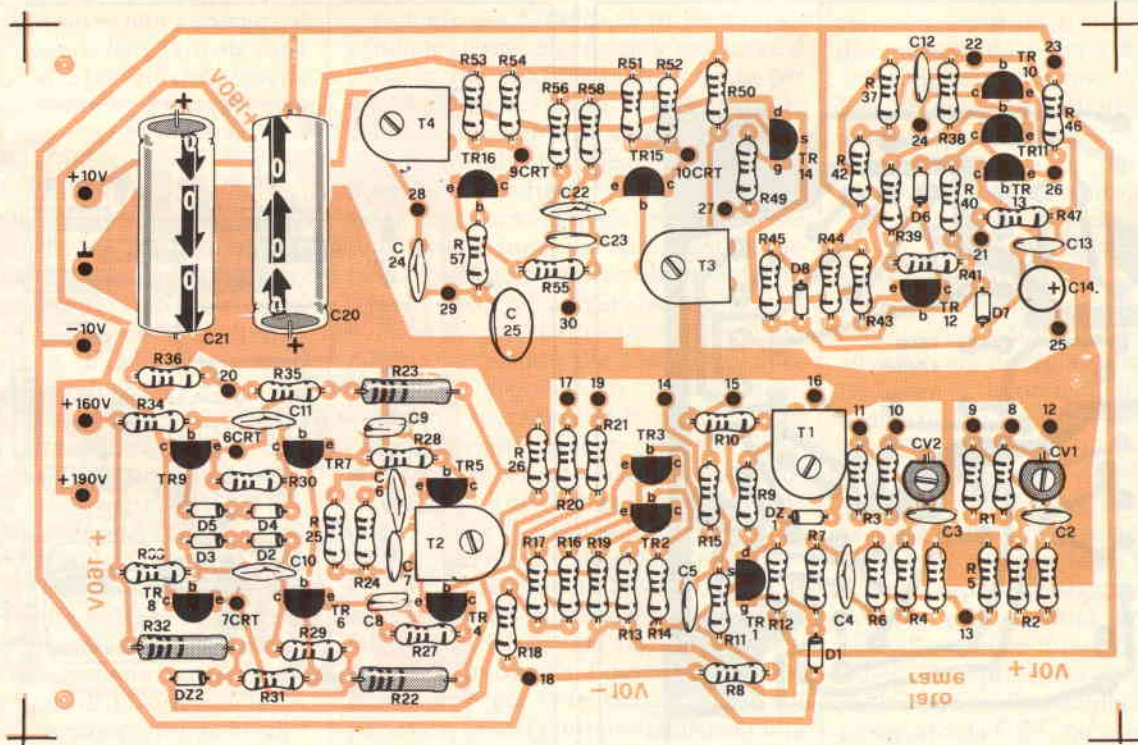 R53 R54 R51 R52 C12 22 TR 10 23
R56 R58 R50 R 37 b c e
+ + T4 d s g TR 14 24 R38 R 46
+190V
TR16 9CRT TR15 10CRT R 42 c e TR11
+10V e c b e c b R49 D6 R 40 b TR 13 26
28 C22 27 R39 R47
C 24 R 57 C23 R45 D8 R44 21 C13
R55 T3 R41
29 30 R43 e c b TR 12 D7 + C14
−10V C 25 25
C21 + C20
R36 20 R35 R23 17 19 14 15 16
+160V R34 C11 C9 R10 T1 11 10 9 8 12
6CRT R28 R 26 R21 TR3 CV2 CV1
b e c b e c b e c
TR9 R30 TR7 TR5 R20 R9 DZ 1 R3 C3 R1 C2
+190V D5 D4 C 6 b e c
D3 D2 R 25 T2 R17 R16 R19 TR2 R15 R7
+190V R33 C10 R24 C 7 C5 d s g R 5
TR 8 7CRT TR 6 C8 TR 4 TR 1 R12 C4 R6 R4 R2
R32 R29 R27 R18 R13 R14 R11 13
DZ2 R31 R22 18 R8 D1
−10V lato rame +10V